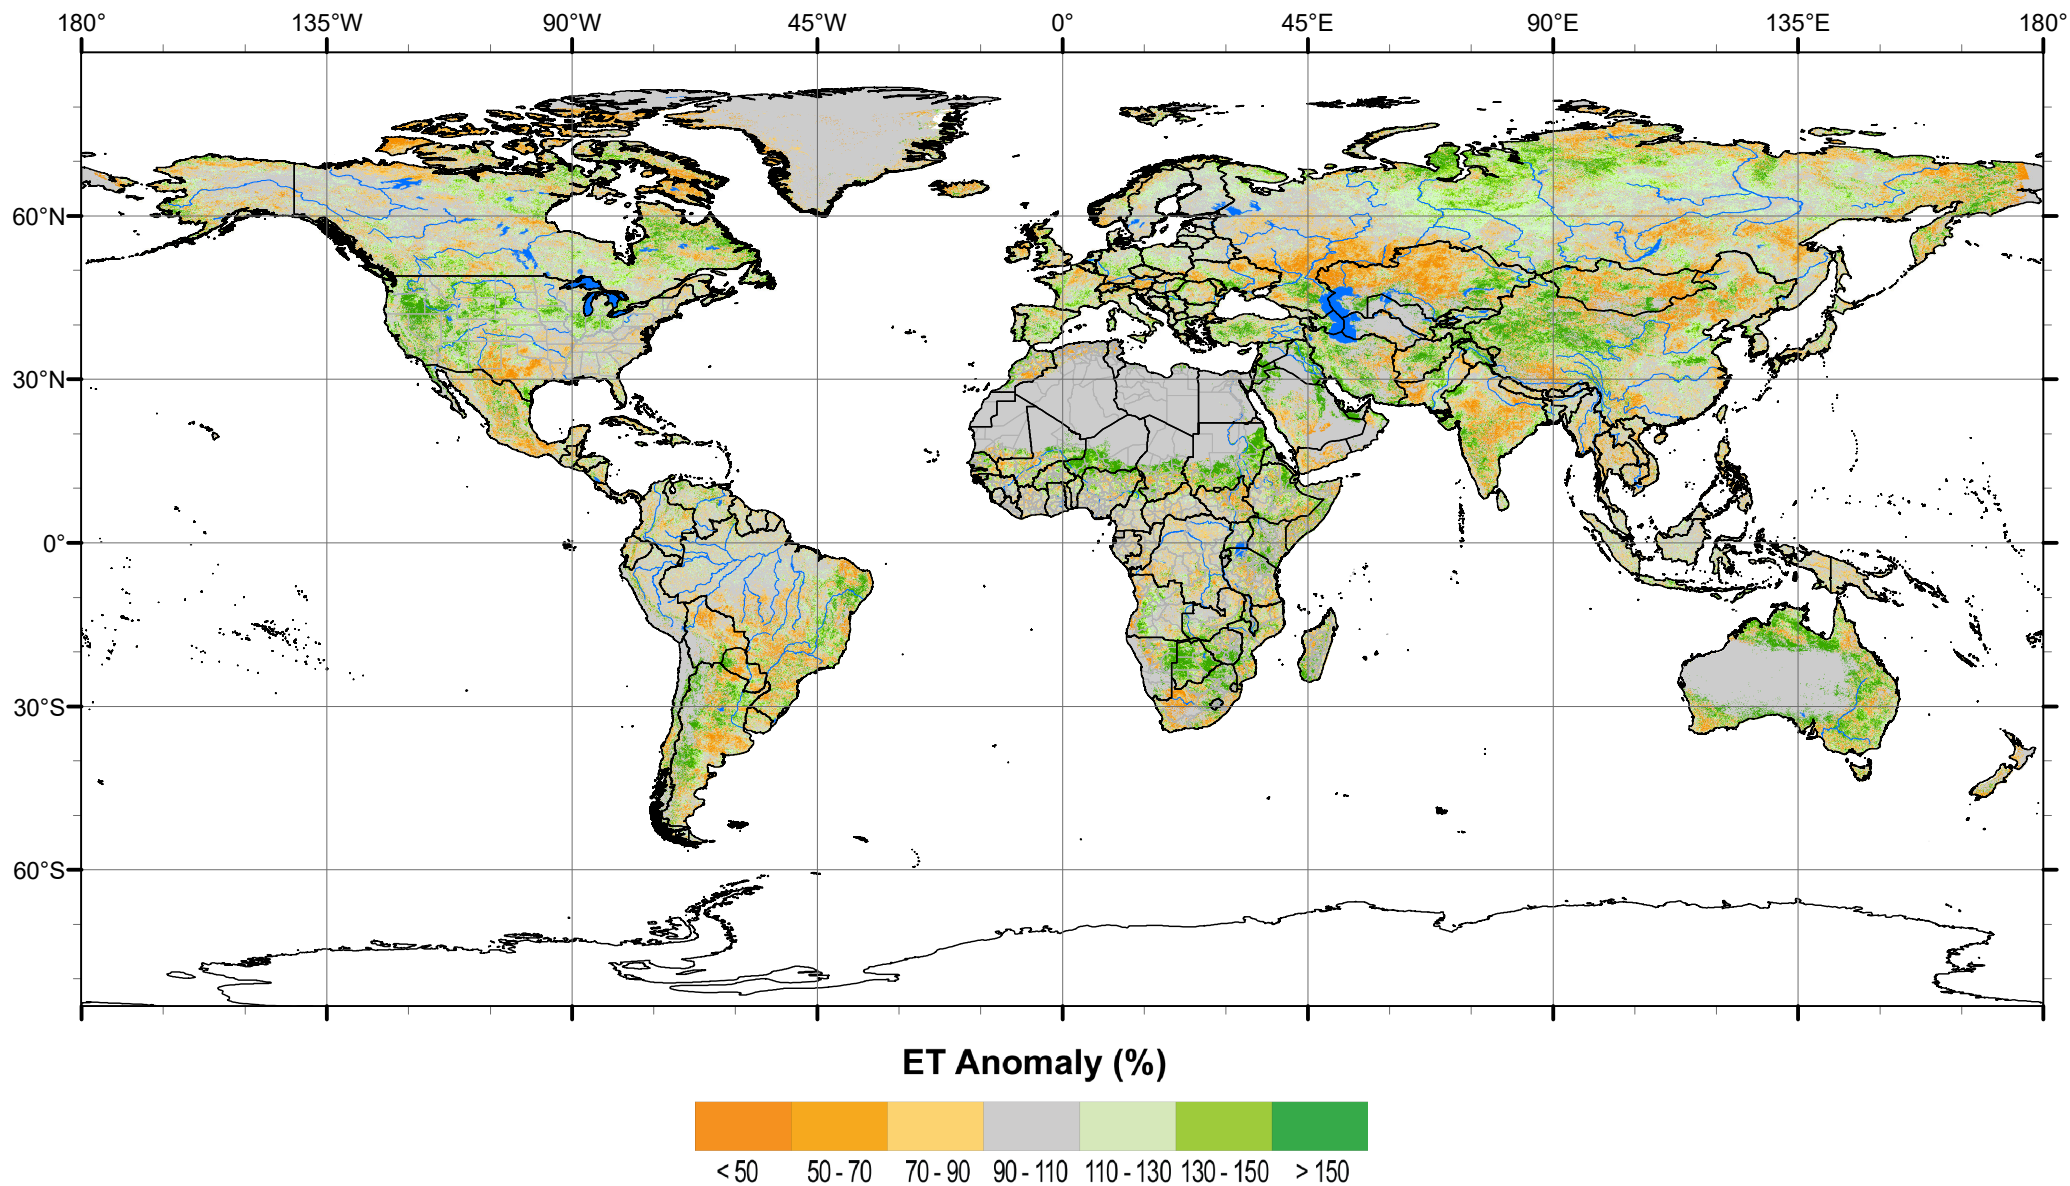 180° 135°W 90°W 45°W 0° 45°E 90°E 135°E 180°
60°N
30°N
0°
30°S
60°S
ET Anomaly (%)
< 50 50 - 70 70 - 90 90 - 110 110 - 130 130 - 150 > 150